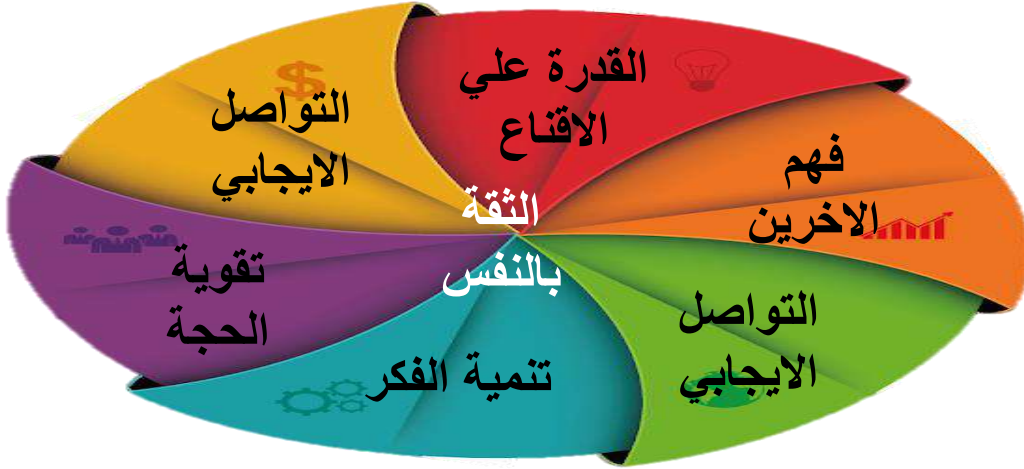 القدرة علي
الاقناع
فهم
الاخرين
التواصل
الايجابي
تنمية الفكر
تقوية
الحجة
التواصل
الايجابي
الثقة
بالنفس